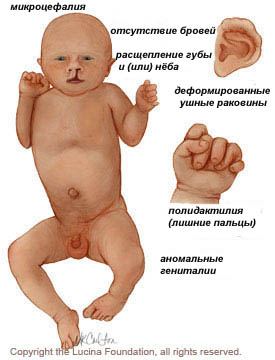 микроцефалия
отсутствие бровей
расщепление губы
и (или) нёба
деформированные
ушные раковины
полидактилия
(лишние пальцы)
аномальные
гениталии
Copyright the Lucina Foundation, all rights reserved.